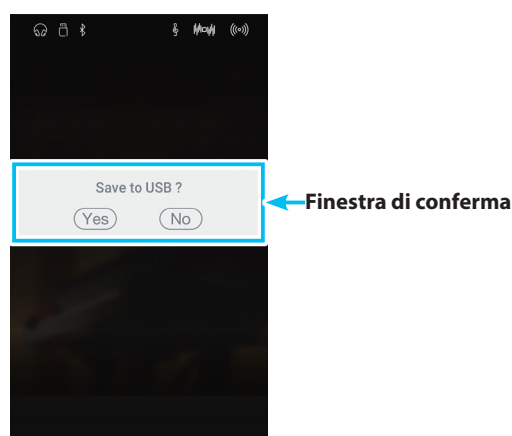 Save to USB ?
Yes No
Finestra di conferma